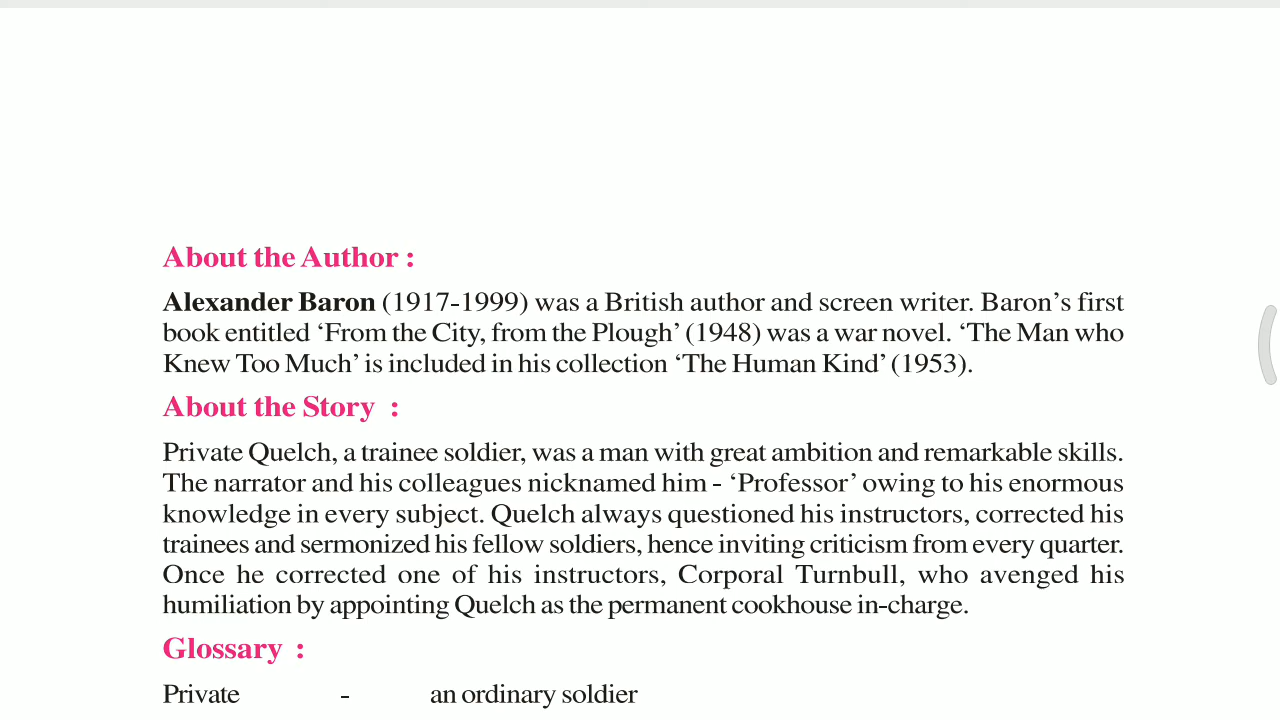 About the Author :
Alexander Baron (1917-1999) was a British author and screen writer. Baron's first
book entitled ‘From the City, from the Plough’ (1948) was a war novel. ‘The Man who
Knew Too Much’ is included in his collection ‘The Human Kind’ (1953).
About the Story :
Private Quelch, a trainee soldier, was a man with great ambition and remarkable skills.
The narrator and his colleagues nicknamed him - ‘Professor’ owing to his enormous
knowledge in every subject. Quelch always questioned his instructors, corrected his
trainees and sermonized his fellow soldiers, hence inviting criticism from every quarter.
Once he corrected one of his instructors, Corporal Turnbull, who avenged his
humiliation by appointing Quelch as the permanent cookhouse in-charge.
Glossary :
Private - an ordinary soldier